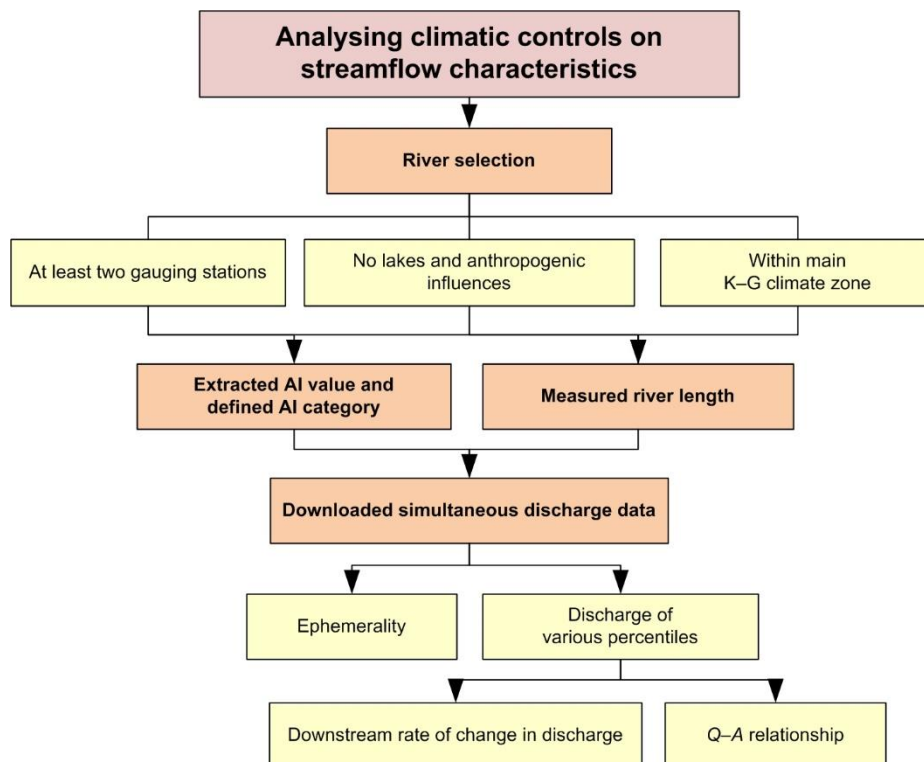 Analysing climatic controls on
streamflow characteristics
River selection
At least two gauging stations
No lakes and anthropogenic
influences
Within main
K–G climate zone
Extracted AI value and
defined AI category
Measured river length
Downloaded simultaneous discharge data
Ephemerality
Discharge of
various percentiles
Downstream rate of change in discharge
Q–A relationship